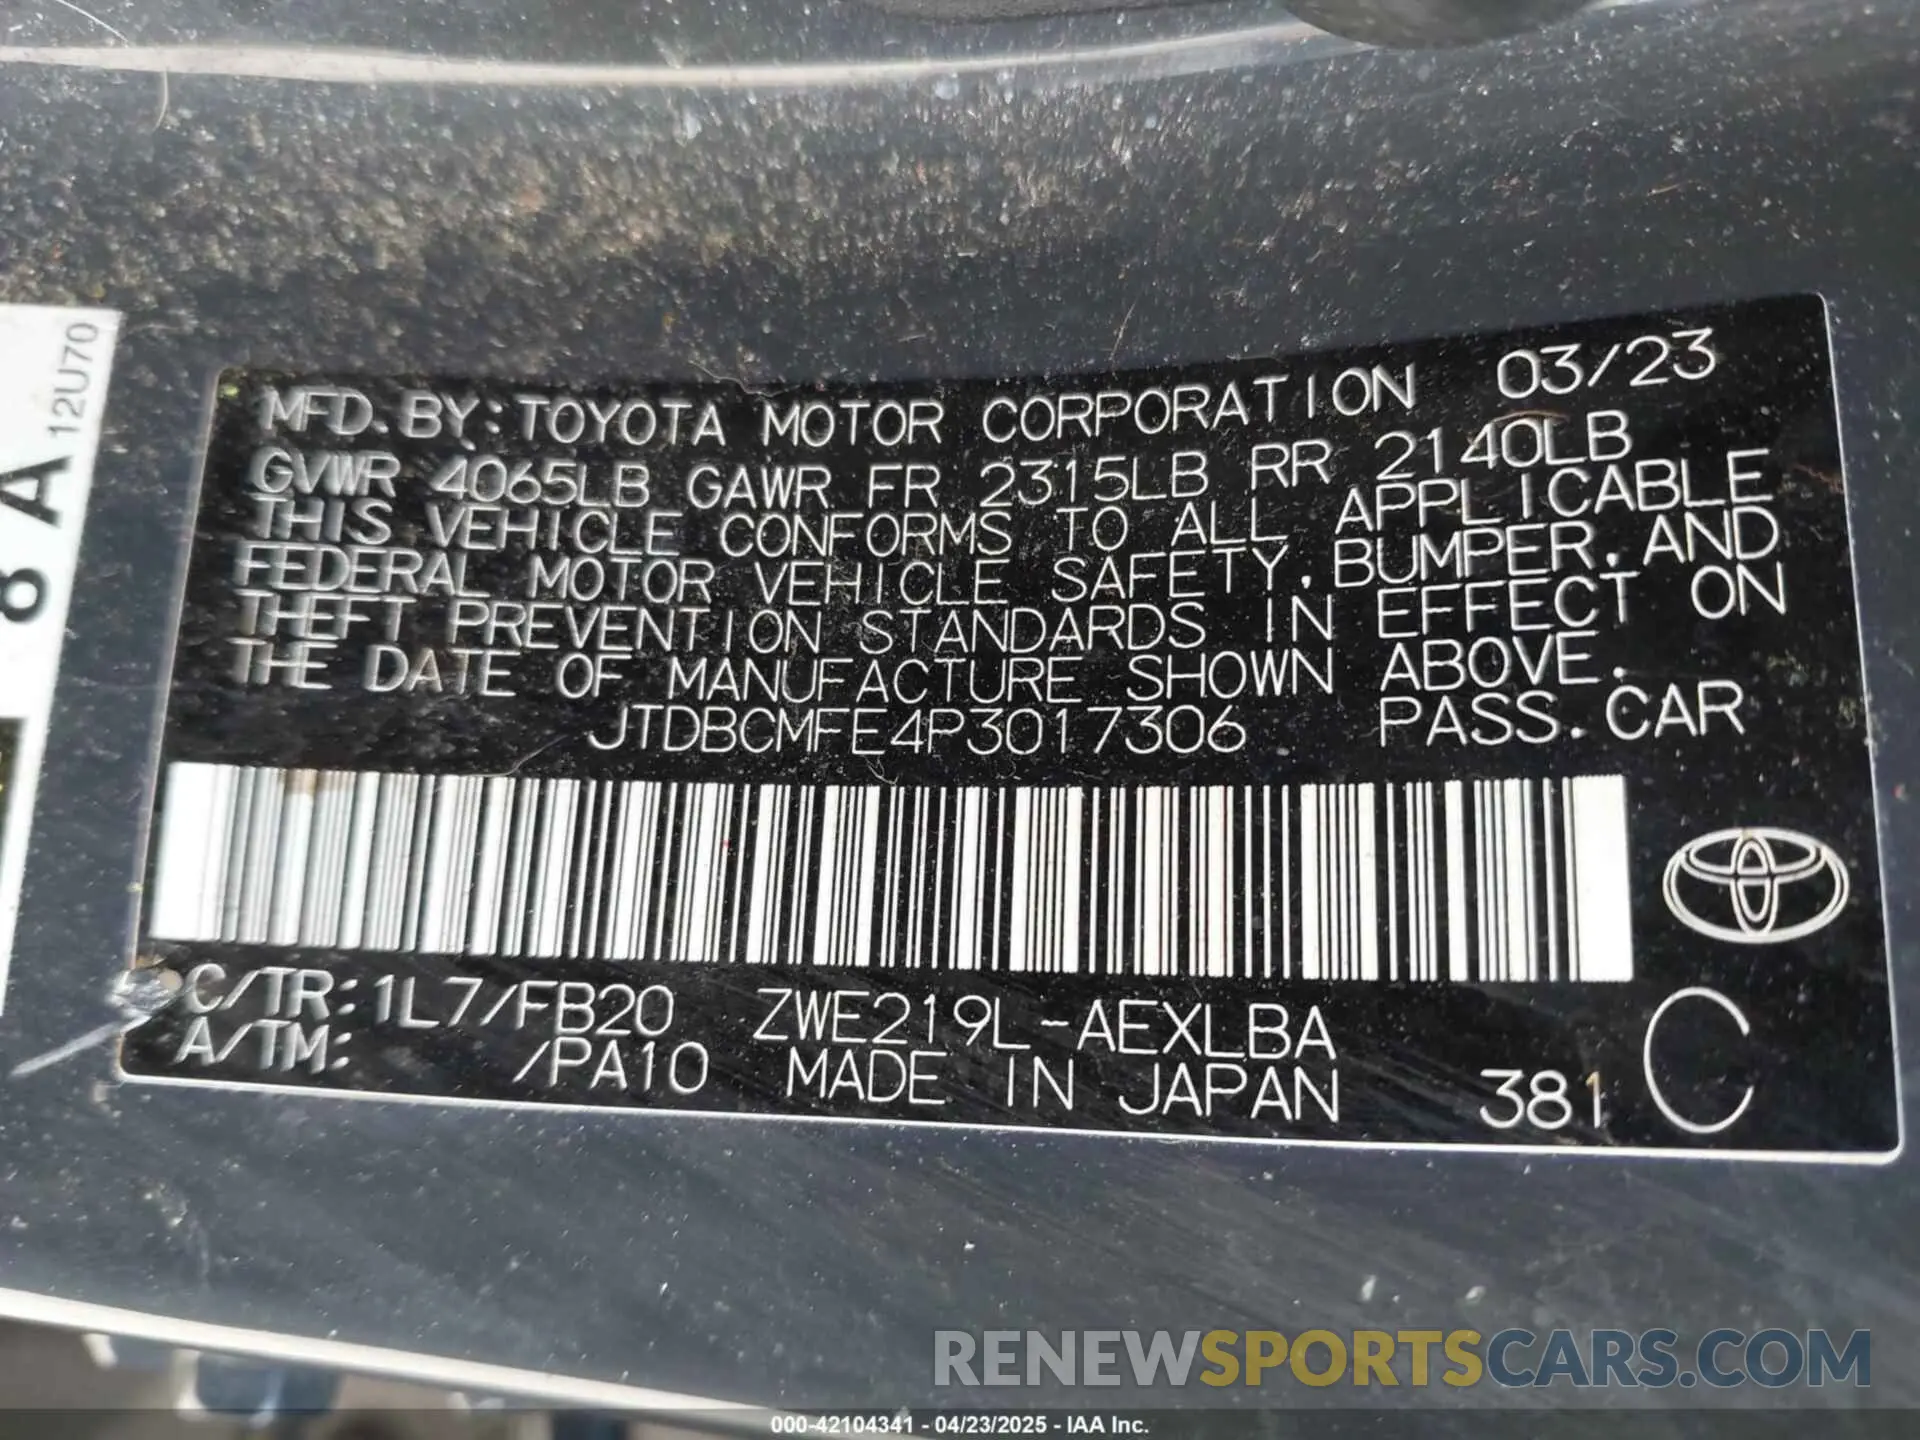 8 A 12U70
MFD. BY: TOYOTA MOTOR CORPORATION 03/23
GVWR 4065LB GAWR FR 2315LB RR 2140LB
THIS VEHICLE CONFORMS TO ALL APPLICABLE
FEDERAL MOTOR VEHICLE SAFETY, BUMPER, AND
THEFT PREVENTION STANDARDS IN EFFECT ON
THE DATE OF MANUFACTURE SHOWN ABOVE.
JTDBCMFE4P3017306 PASS. CAR
C/TR: 1L7/FB20 ZWE219L-AEXLBA
A/TM: /PA10 MADE IN JAPAN 381 C
RENEWSPORTSCARS.COM
000-42104341 - 04/23/2025 - IAA Inc.